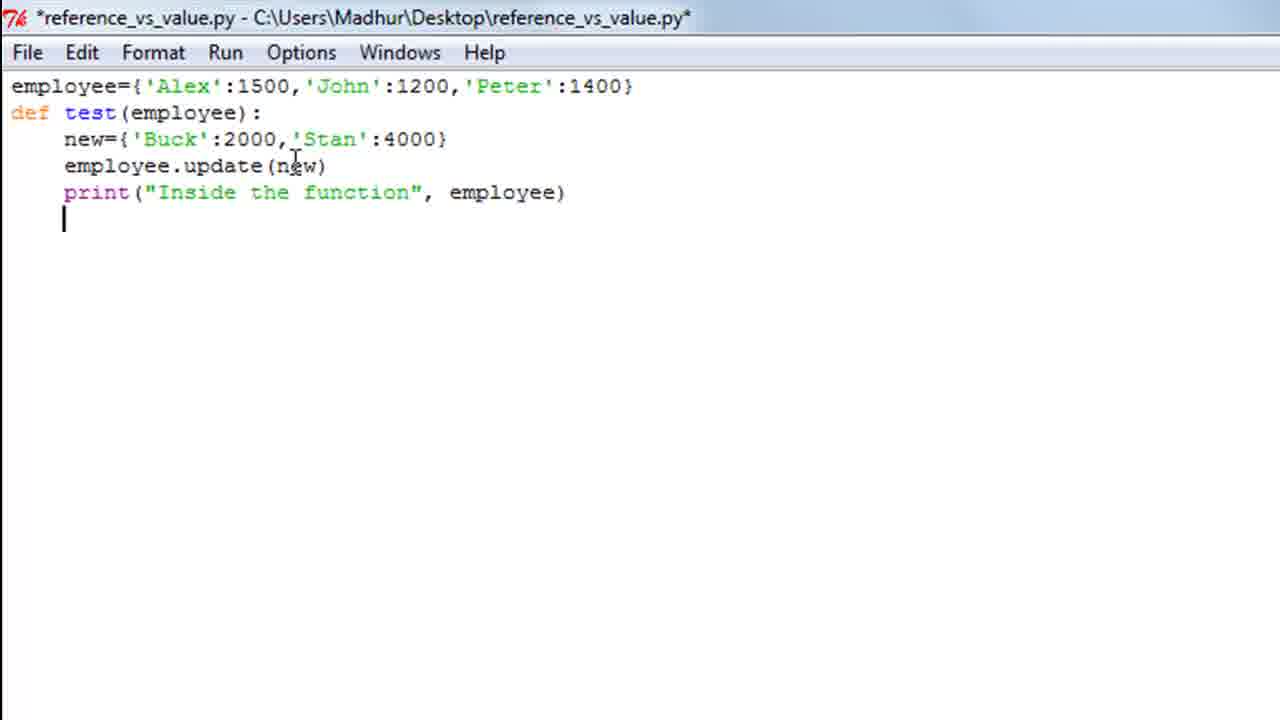 *reference_vs_value.py - C:\Users\Madhur\Desktop\reference_vs_value.py*
File Edit Format Run Options Windows Help
employee={'Alex':1500,'John':1200,'Peter':1400}
def test(employee):
    new={'Buck':2000,'Stan':4000}
    employee.update(new)
    print("Inside the function", employee)